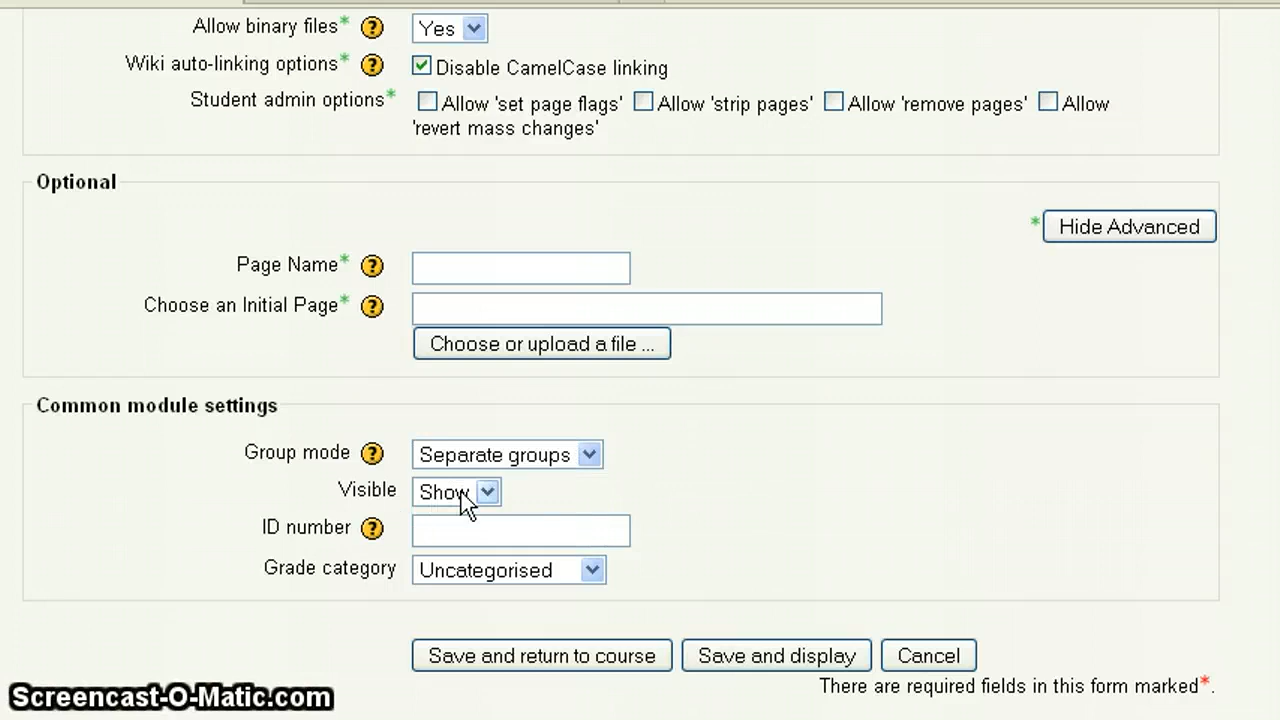 Allow binary files* ? Yes
Wiki auto-linking options* ? Disable CamelCase linking
Student admin options* Allow 'set page flags' Allow 'strip pages' Allow 'remove pages' Allow
'revert mass changes'
Optional
* Hide Advanced
Page Name* ?
Choose an Initial Page* ?
Choose or upload a file ...
Common module settings
Group mode ? Separate groups
Visible Show
ID number ?
Grade category Uncategorised
Save and return to course Save and display Cancel
There are required fields in this form marked*.
Screencast-O-Matic.com